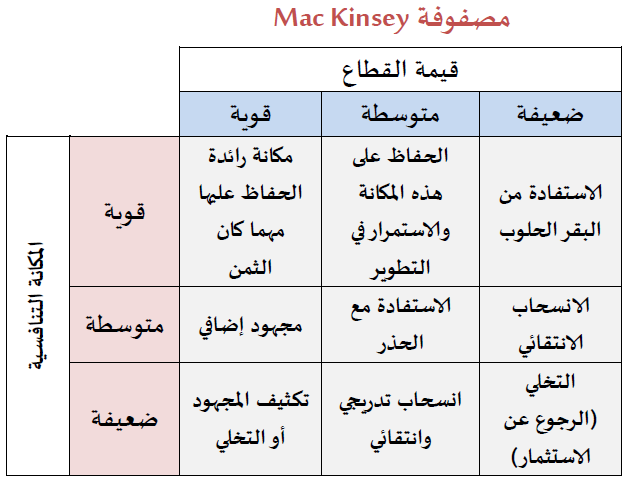 مصفوفة Mac Kinsey
قيمة القطاع
قوية
متوسطة
ضعيفة
المكانة التنافسية
قوية
مكانة رائدة
الحفاظ عليها
مهما كان
الثمن
الحفاظ على
هذه المكانة
والاستمرار في
التطوير
الاستفادة من
البقر الحلوب
متوسطة
مجهود إضافي
الاستفادة مع
الحذر
الانسحاب
الانتقائي
ضعيفة
تكثيف المجهود
أو التخلي
انسحاب تدريجي
وانتقائي
التخلي
(الرجوع عن
الاستثمار)